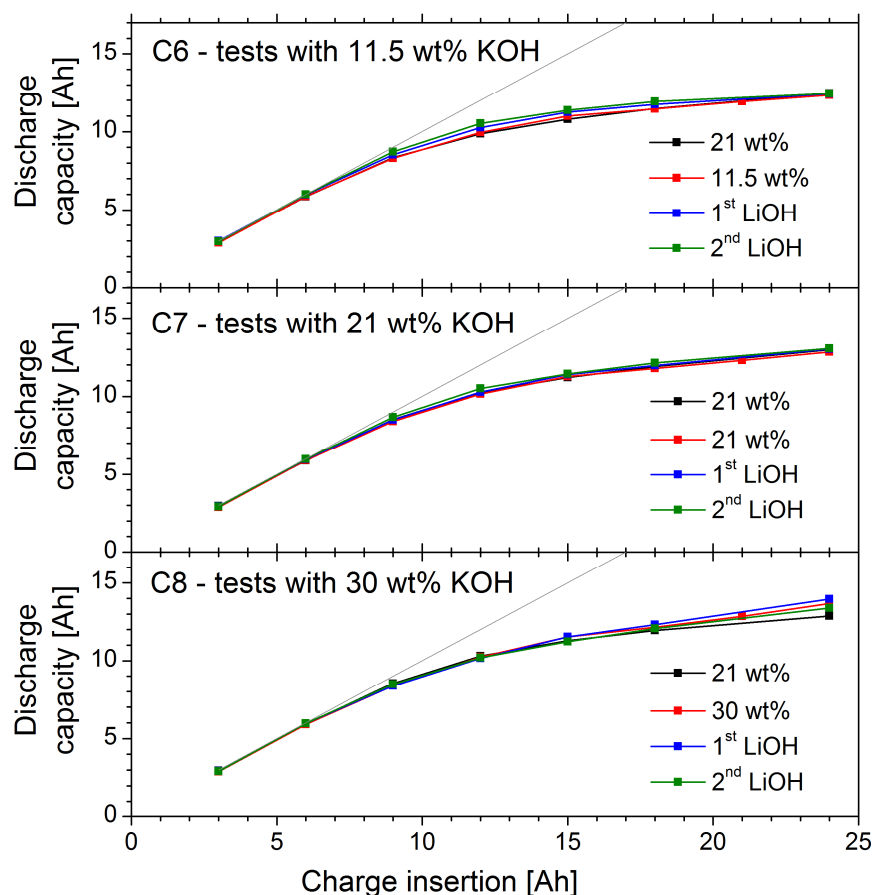 C6 - tests with 11.5 wt% KOH
Discharge
capacity [Ah]
15
10
5
0
21 wt%
11.5 wt%
1st LiOH
2nd LiOH
C7 - tests with 21 wt% KOH
Discharge
capacity [Ah]
15
10
5
0
21 wt%
21 wt%
1st LiOH
2nd LiOH
C8 - tests with 30 wt% KOH
Discharge
capacity [Ah]
15
10
5
0
21 wt%
30 wt%
1st LiOH
2nd LiOH
0 5 10 15 20 25
Charge insertion [Ah]